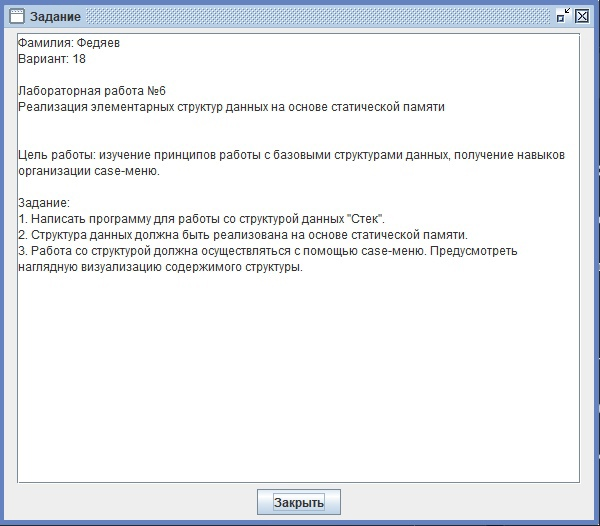 Задание
Фамилия: Федяев
Вариант: 18
Лабораторная работа №6
Реализация элементарных структур данных на основе статической памяти
Цель работы: изучение принципов работы с базовыми структурами данных, получение навыков
организации case-меню.
Задание:
1. Написать программу для работы со структурой данных "Стек".
2. Структура данных должна быть реализована на основе статической памяти.
3. Работа со структурой должна осуществляться с помощью case-меню. Предусмотреть
наглядную визуализацию содержимого структуры.
Закрыть